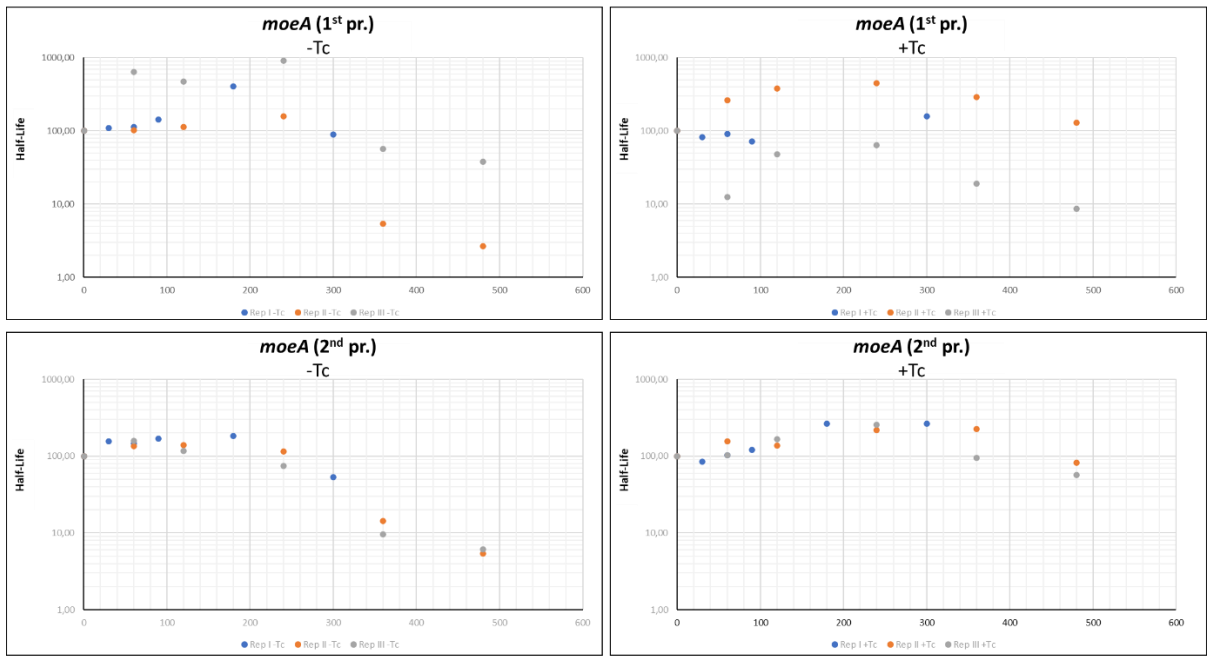 moeA (1st pr.)
-Tc
1000,00
100,00
10,00
1,00
Half-Life
0 100 200 300 400 500 600
Rep I -Tc Rep II -Tc Rep III -Tc
moeA (1st pr.)
+Tc
1000,00
100,00
10,00
1,00
Half-Life
0 100 200 300 400 500 600
Rep I +Tc Rep II +Tc Rep III +Tc
moeA (2nd pr.)
-Tc
1000,00
100,00
10,00
1,00
Half-Life
0 100 200 300 400 500 600
Rep I -Tc Rep II -Tc Rep III -Tc
moeA (2nd pr.)
+Tc
1000,00
100,00
10,00
1,00
Half-Life
0 100 200 300 400 500 600
Rep I +Tc Rep II +Tc Rep III +Tc